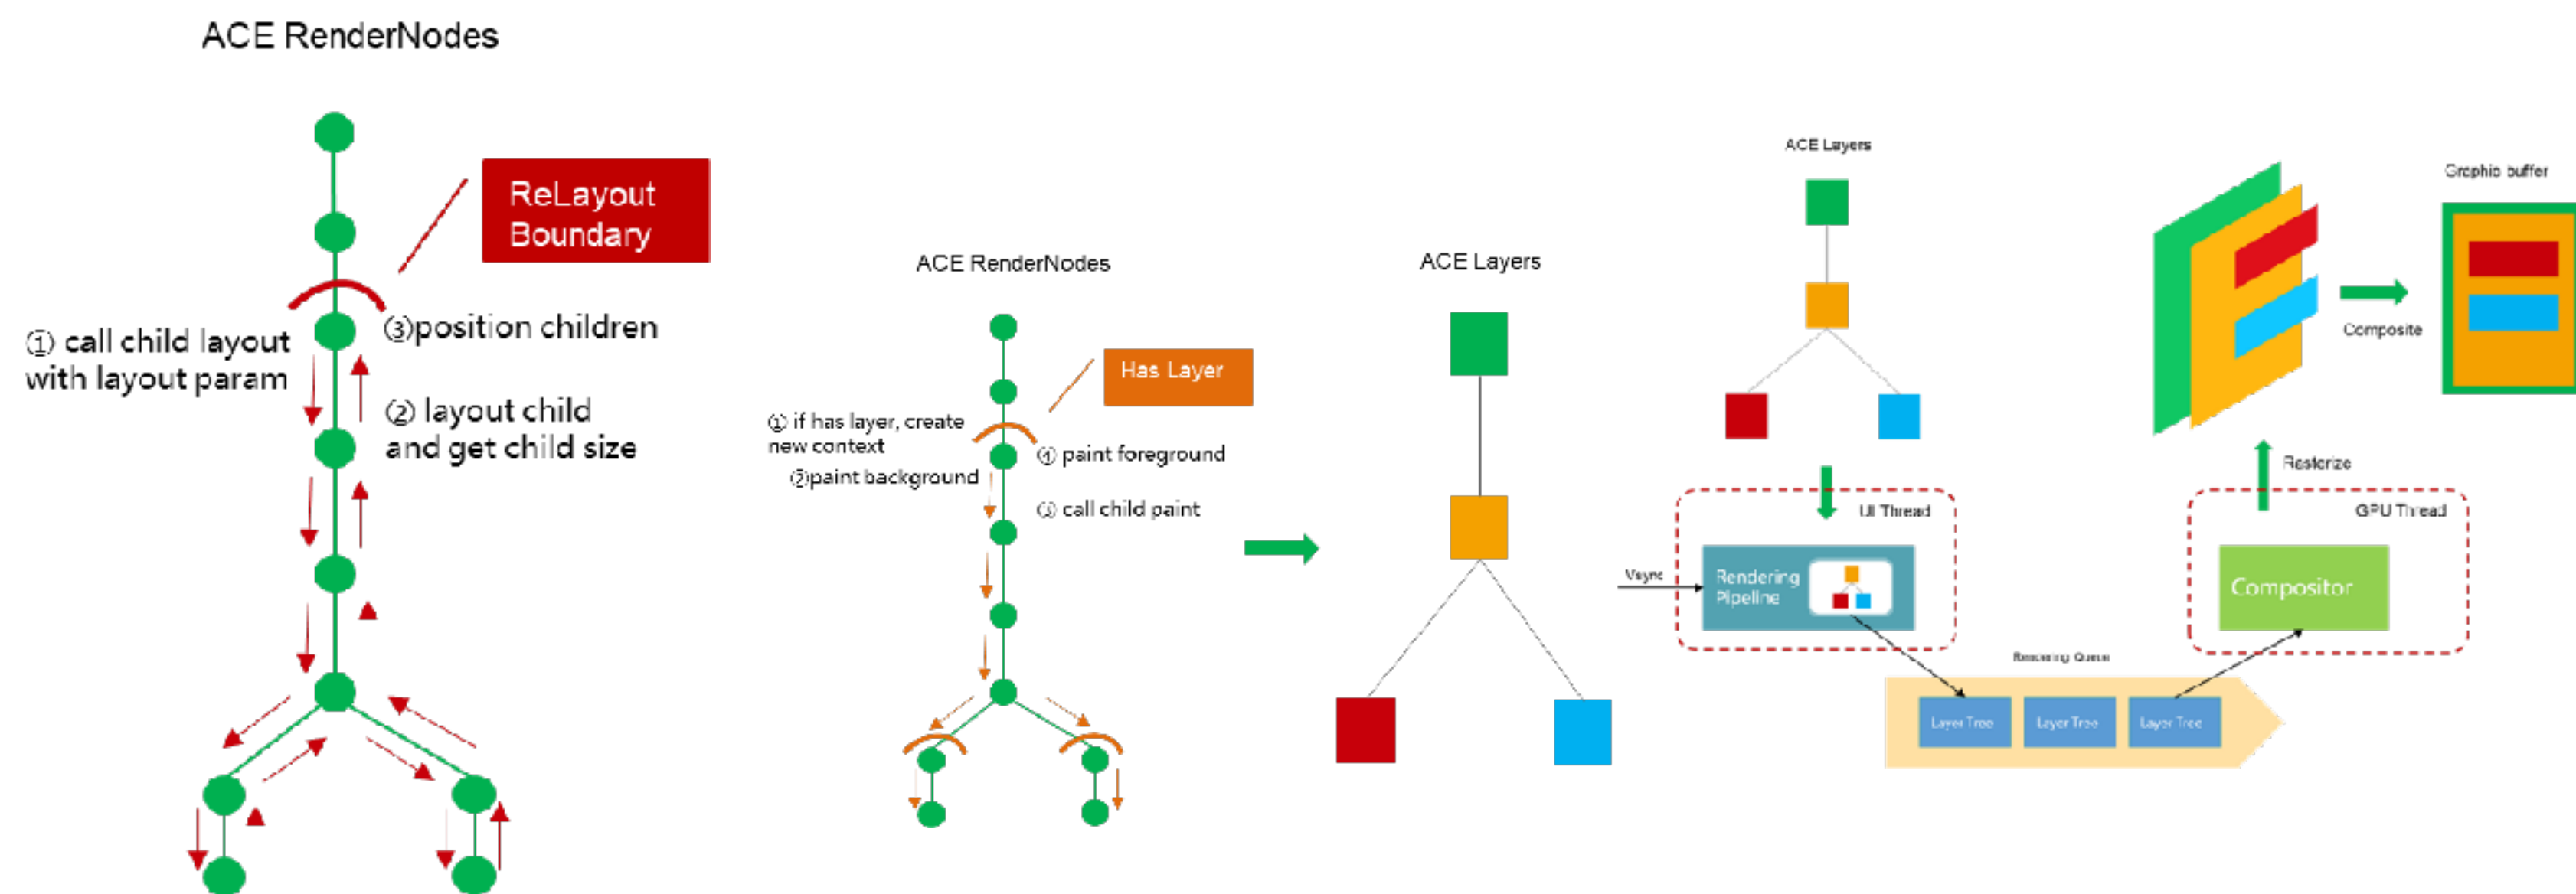 ACE RenderNodes
ReLayout
Boundary
① call child layout
with layout param
③position children
② layout child
and get child size
ACE RenderNodes
Has Layer
① if has layer, create
new context
②paint background
④ paint foreground
③ call child paint
ACE Layers
ACE Layers
UI Thread
Vsync
Rendering
Pipeline
Rendering Queue
Layer Tree
Layer Tree
Layer Tree
GPU Thread
Compositor
Rasterize
Composite
Graphic buffer